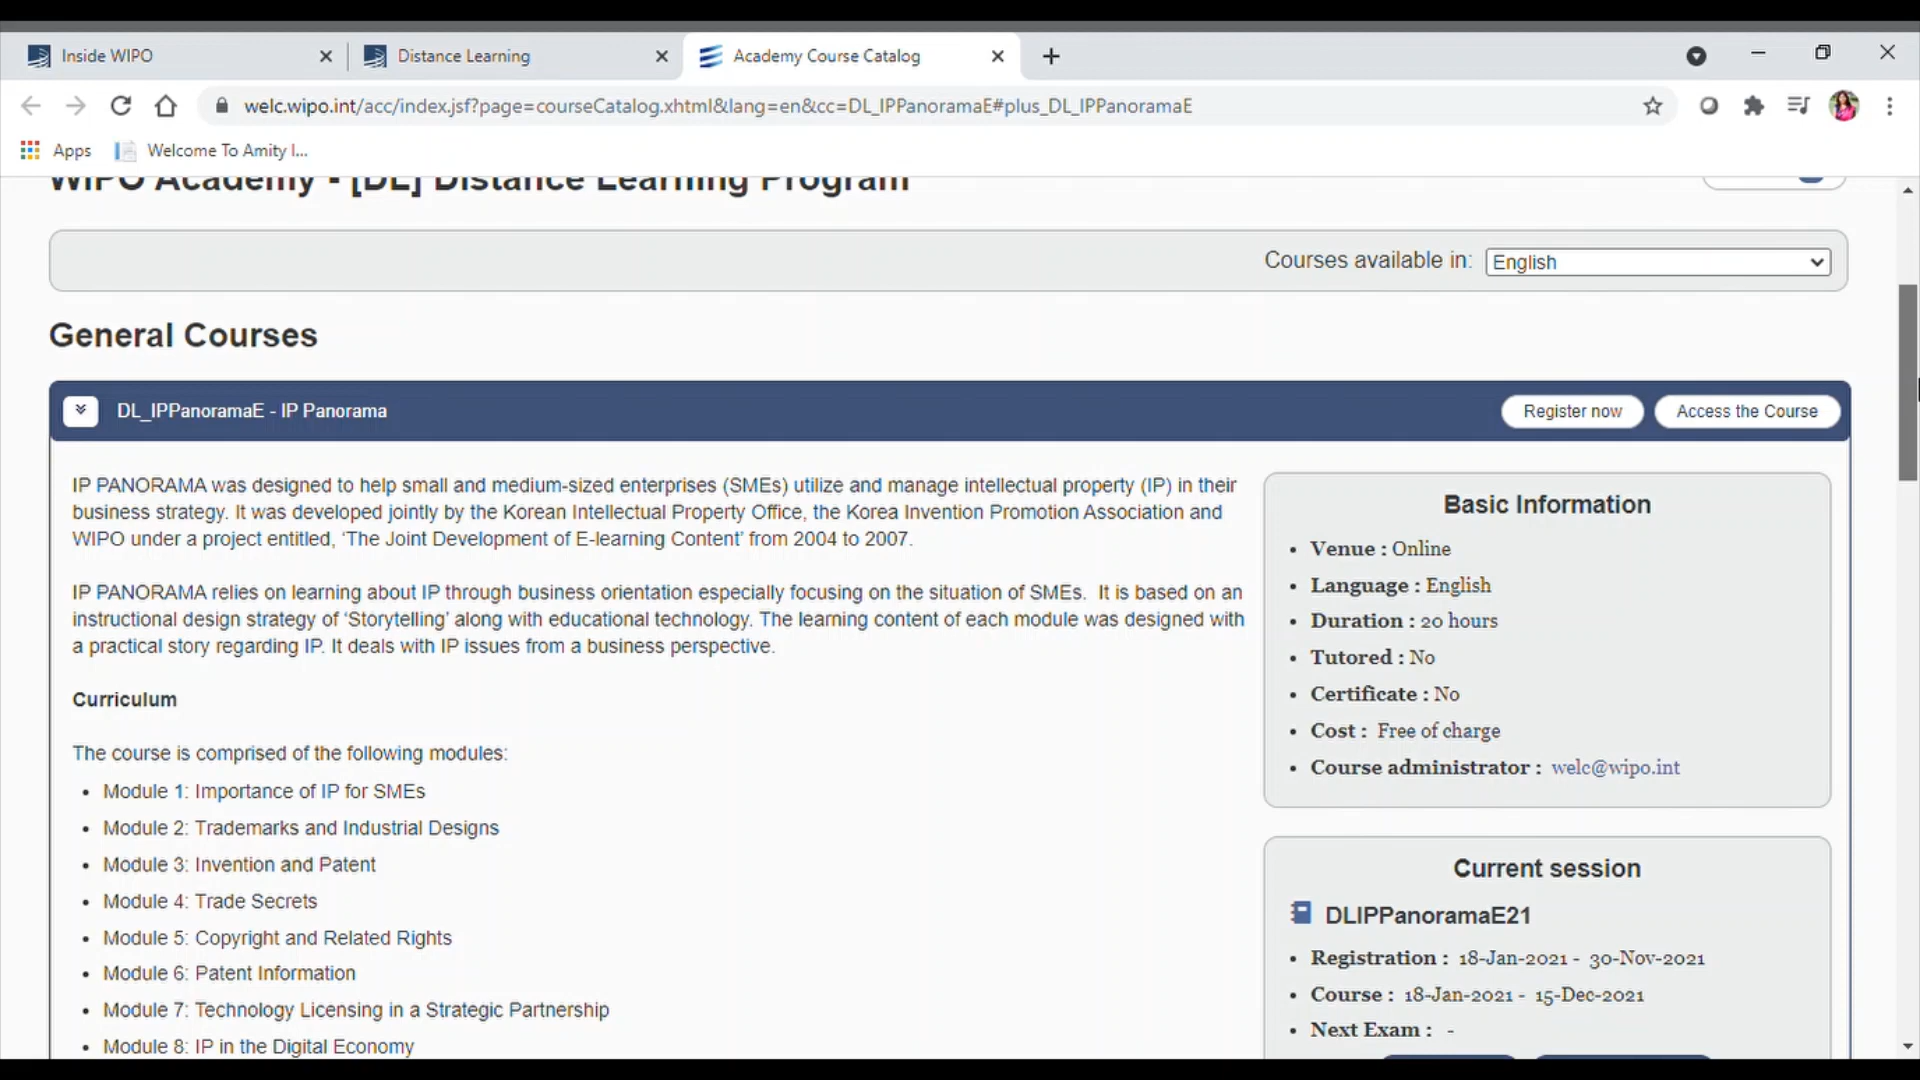 Inside WIPO
Distance Learning
Academy Course Catalog
welc.wipo.int/acc/index.jsf?page=courseCatalog.xhtml&lang=en&cc=DL_IPPanoramaE#plus_DL_IPPanoramaE
Apps
Welcome To Amity I...
WIPO Academy - [DL] Distance Learning Program
Courses available in:
English
General Courses
DL_IPPanoramaE - IP Panorama
Register now
Access the Course
IP PANORAMA was designed to help small and medium-sized enterprises (SMEs) utilize and manage intellectual property (IP) in their
business strategy. It was developed jointly by the Korean Intellectual Property Office, the Korea Invention Promotion Association and
WIPO under a project entitled, ‘The Joint Development of E-learning Content’ from 2004 to 2007.
IP PANORAMA relies on learning about IP through business orientation especially focusing on the situation of SMEs. It is based on an
instructional design strategy of ‘Storytelling’ along with educational technology. The learning content of each module was designed with
a practical story regarding IP. It deals with IP issues from a business perspective.
Curriculum
The course is comprised of the following modules:
• Module 1: Importance of IP for SMEs
• Module 2: Trademarks and Industrial Designs
• Module 3: Invention and Patent
• Module 4: Trade Secrets
• Module 5: Copyright and Related Rights
• Module 6: Patent Information
• Module 7: Technology Licensing in a Strategic Partnership
• Module 8: IP in the Digital Economy
Basic Information
• Venue : Online
• Language : English
• Duration : 20 hours
• Tutored : No
• Certificate : No
• Cost : Free of charge
• Course administrator : welc@wipo.int
Current session
DLIPPanoramaE21
• Registration : 18-Jan-2021 - 30-Nov-2021
• Course : 18-Jan-2021 - 15-Dec-2021
• Next Exam : -